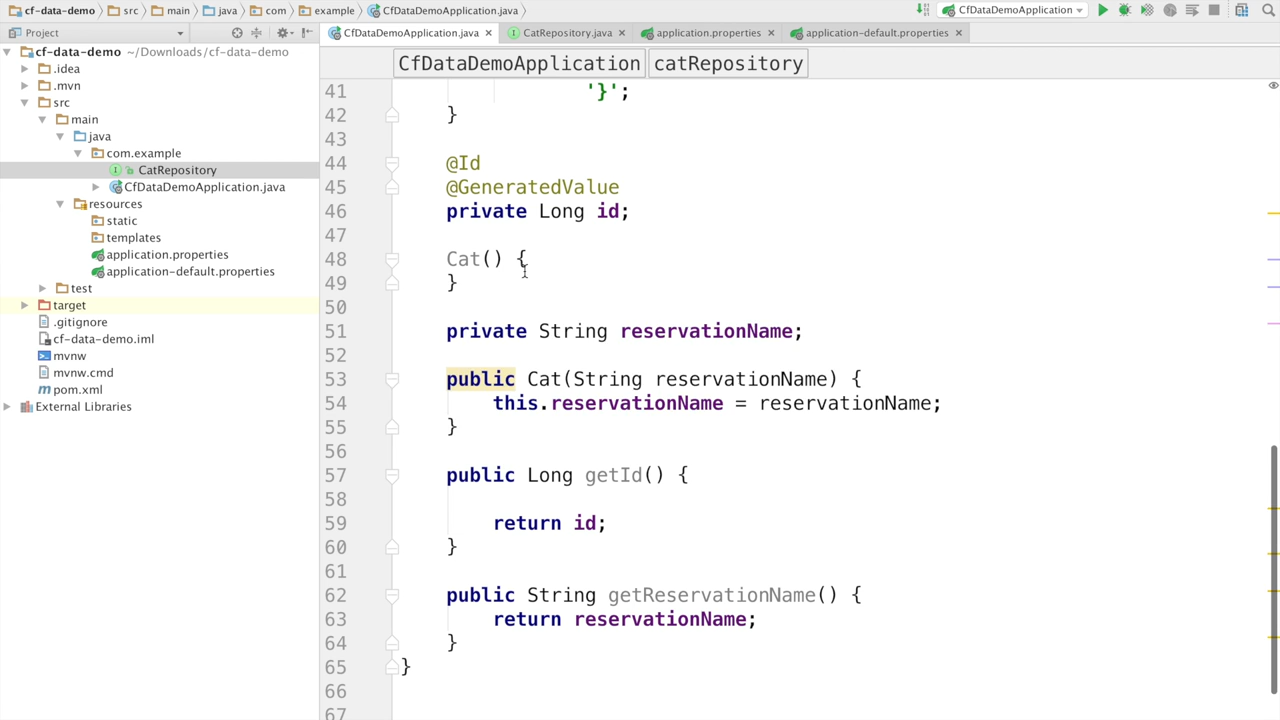 cf-data-demo src main java com example CfDataDemoApplication.java CfDataDemoApplication
Project
CfDataDemoApplication.java CatRepository.java application.properties application-default.properties
cf-data-demo ~/Downloads/cf-data-demo
.idea
.mvn
src
main
java
com.example
CatRepository
CfDataDemoApplication.java
resources
static
templates
application.properties
application-default.properties
test
target
.gitignore
cf-data-demo.iml
mvnw
mvnw.cmd
pom.xml
External Libraries
CfDataDemoApplication catRepository
41 '}';
42 }
43
44 @Id
45 @GeneratedValue
46 private Long id;
47
48 Cat() {
49 }
50
51 private String reservationName;
52
53 public Cat(String reservationName) {
54 this.reservationName = reservationName;
55 }
56
57 public Long getId() {
58
59 return id;
60 }
61
62 public String getReservationName() {
63 return reservationName;
64 }
65 }
66
67